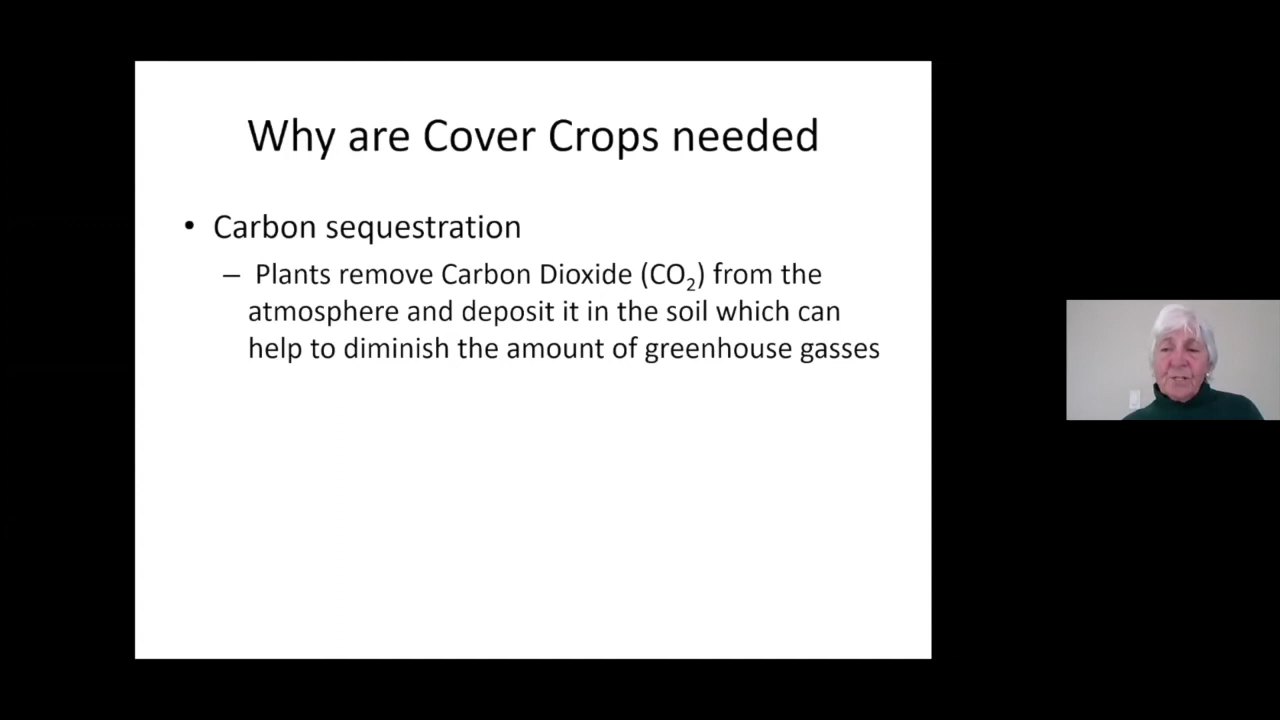 Why are Cover Crops needed
• Carbon sequestration
– Plants remove Carbon Dioxide (CO₂) from the
atmosphere and deposit it in the soil which can
help to diminish the amount of greenhouse gasses